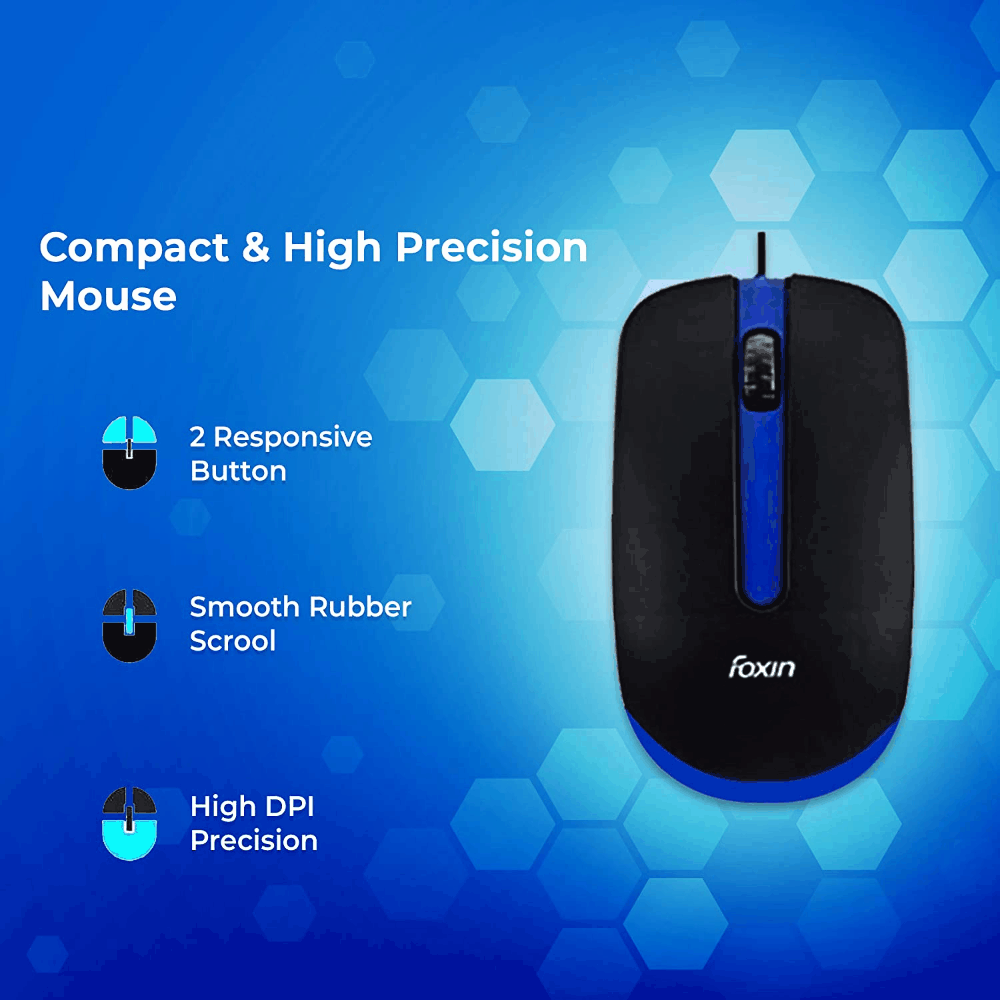 Compact & High Precision
Mouse
2 Responsive
Button
Smooth Rubber
Scrool
High DPI
Precision
foxin